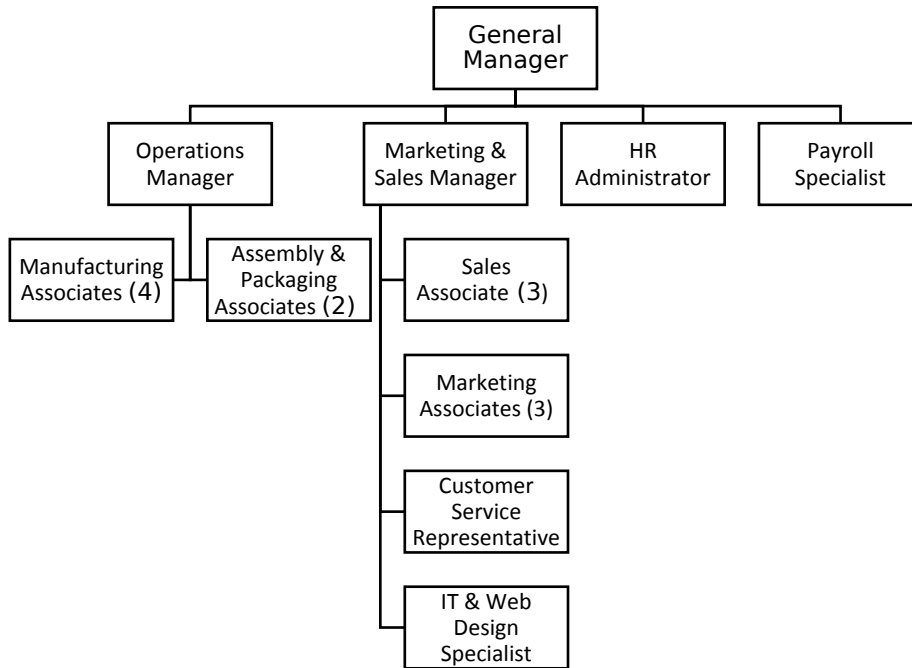 General
Manager
Operations
Manager
Marketing &
Sales Manager
HR
Administrator
Payroll
Specialist
Manufacturing
Associates (4)
Assembly &
Packaging
Associates (2)
Sales
Associate (3)
Marketing
Associates (3)
Customer
Service
Representative
IT & Web
Design
Specialist